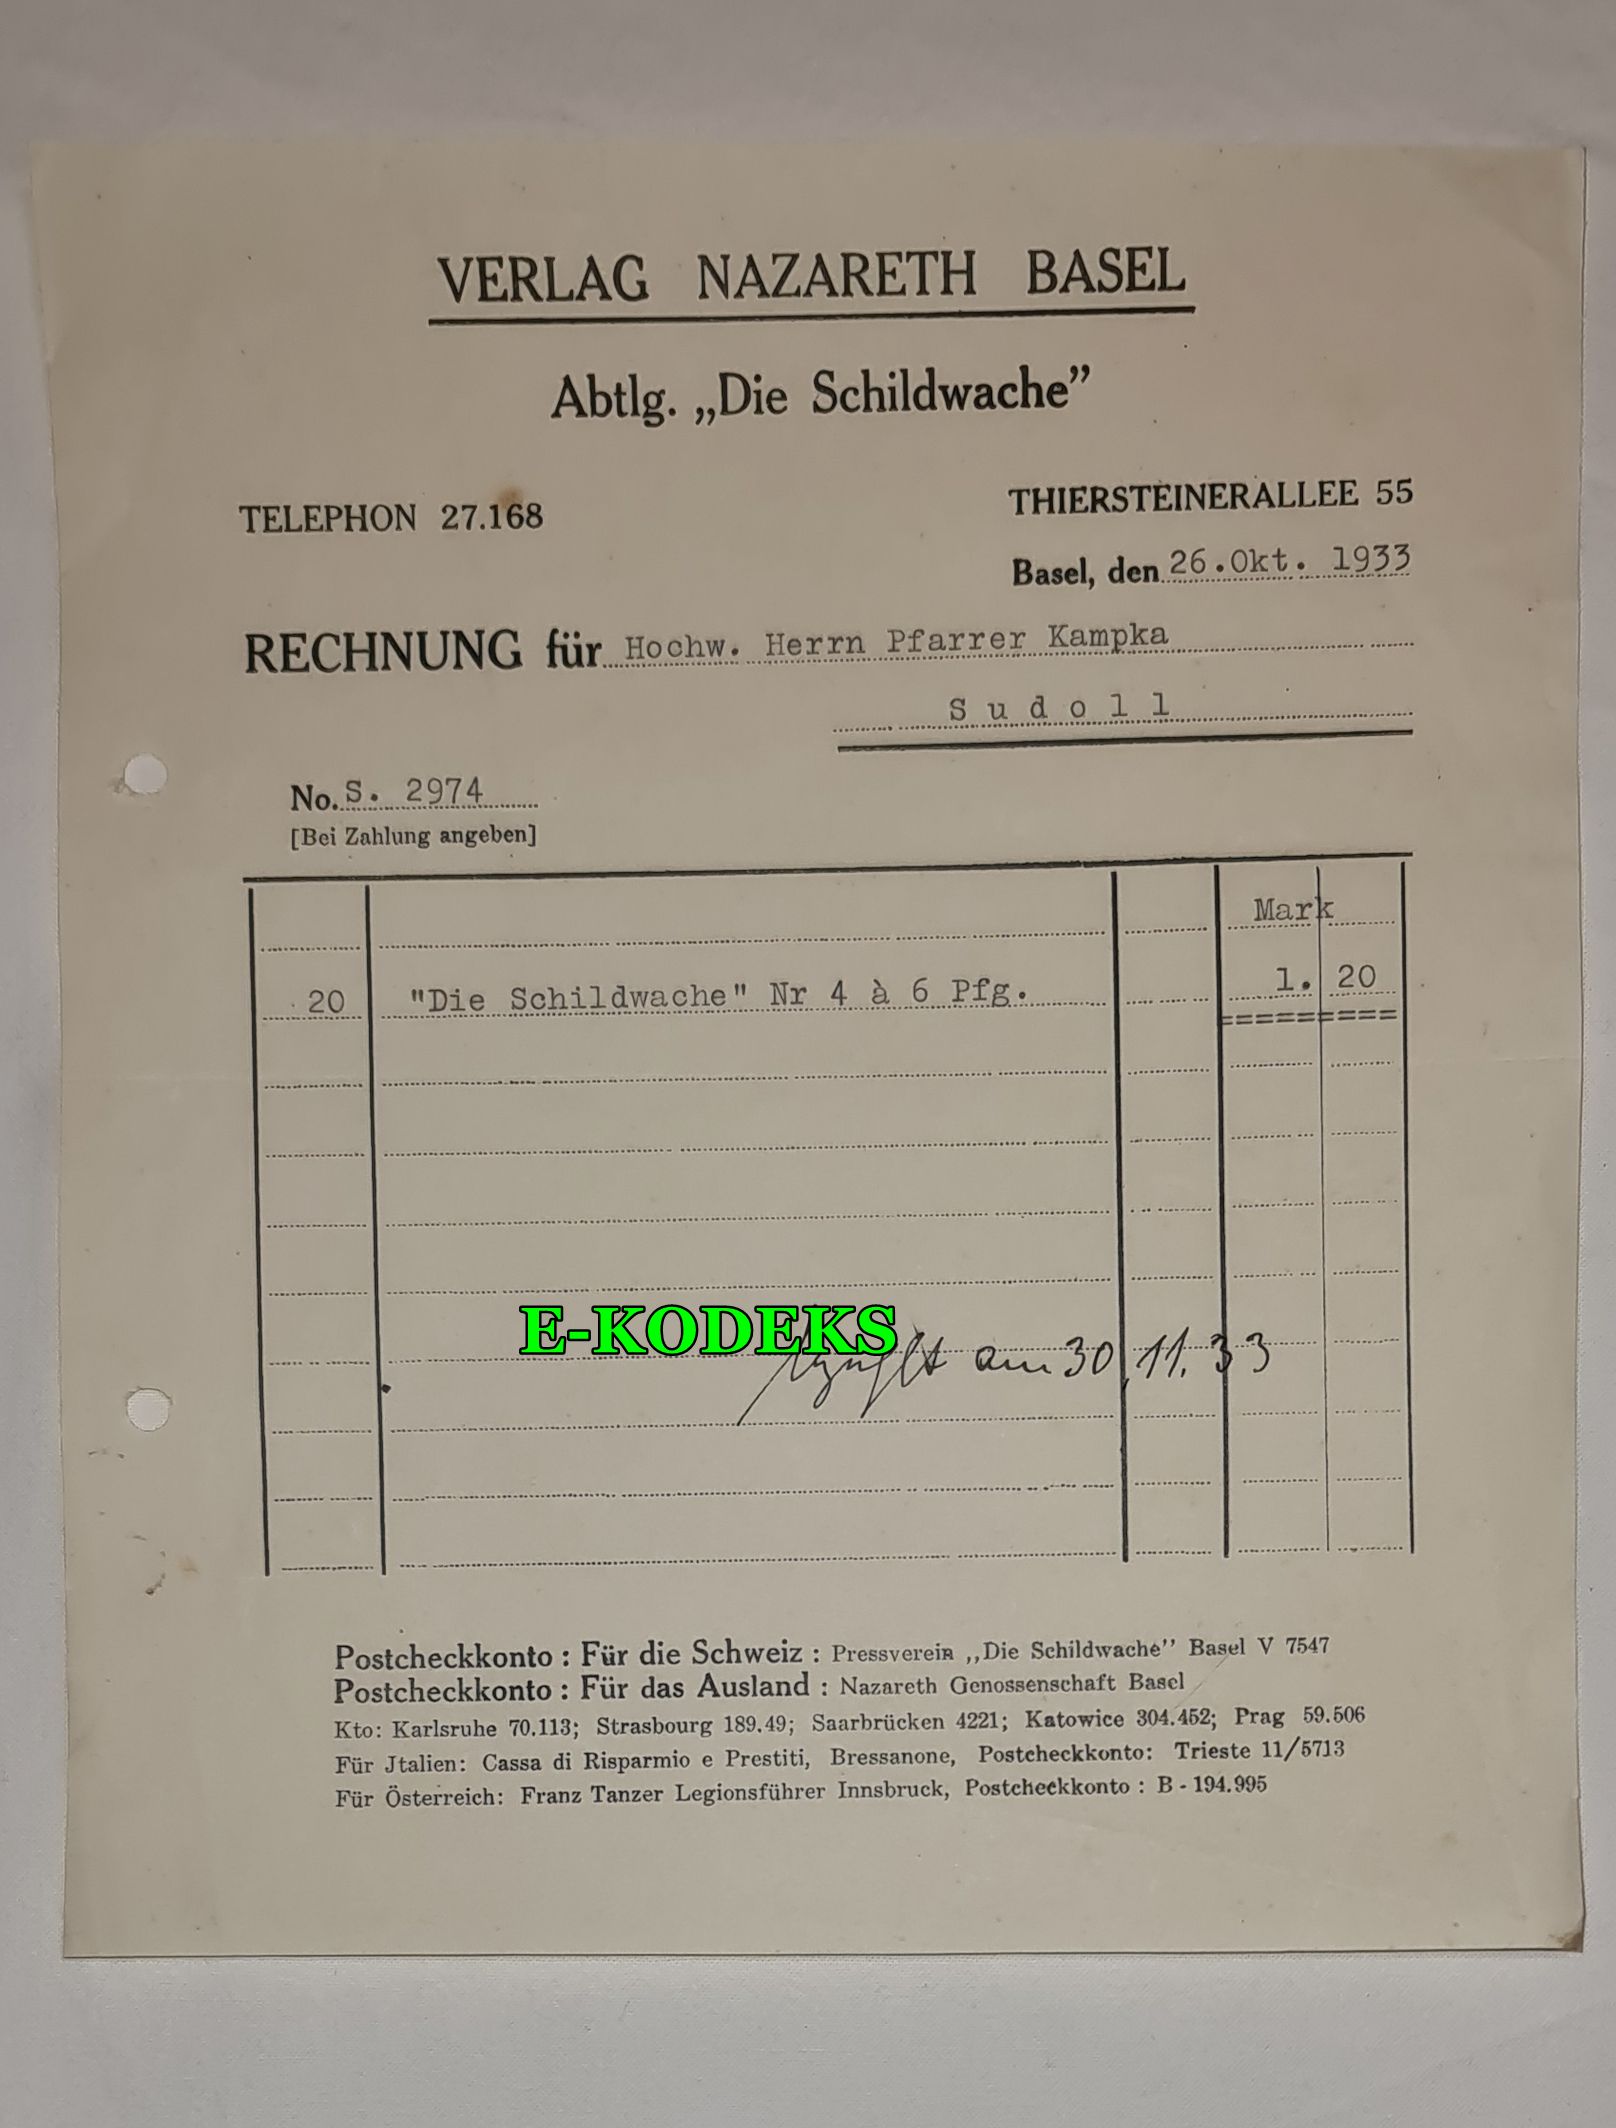 VERLAG NAZARETH BASEL
Abtlg. „Die Schildwache”
TELEPHON 27.168
THIERSTEINERALLEE 55
Basel, den 26.Okt. 1933
RECHNUNG für Hochw. Herrn Pfarrer Kampka
Sudoll
No. S. 2974
[Bei Zahlung angeben]
Mark
20 "Die Schildwache" Nr 4 à 6 Pfg. 1. 20
E-KODEKS
am 30.11.33
Postcheckkonto : Für die Schweiz : Pressverein ,,Die Schildwache’’ Basel V 7547
Postcheckkonto : Für das Ausland : Nazareth Genossenschaft Basel
Kto: Karlsruhe 70.113; Strasbourg 189.49; Saarbrücken 4221; Katowice 304.452; Prag 59.506
Für Jtalien: Cassa di Risparmio e Prestiti, Bressanone, Postcheckkonto: Trieste 11/5713
Für Österreich: Franz Tanzer Legionsführer Innsbruck, Postcheckkonto : B - 194.995